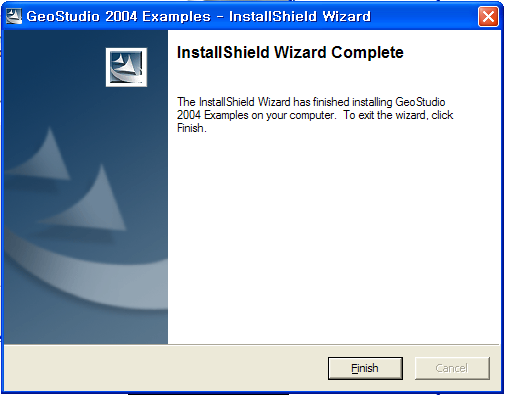 GeoStudio 2004 Examples - InstallShield Wizard
InstallShield Wizard Complete
The InstallShield Wizard has finished installing GeoStudio
2004 Examples on your computer. To exit the wizard, click
Finish.
Finish
Cancel